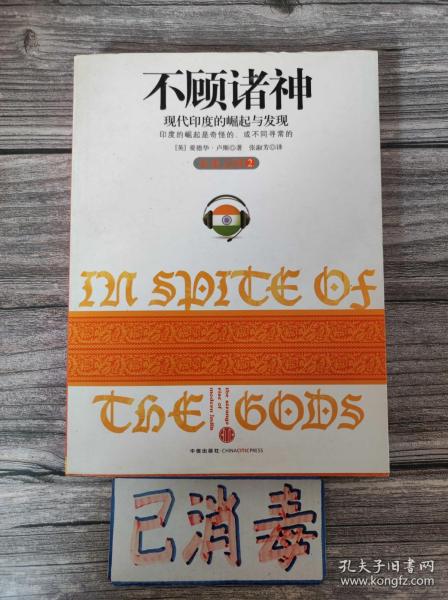 不顾诸神
现代印度的崛起与发现
印度的崛起是奇怪的，或不同寻常的
[英] 爱德华·卢斯◎著 张淑芳◎译
2
IN SPITE OF
THE GODS
the strange
rise of
modern India
中信出版社·CHINACITICPRESS
已消毒
孔夫子旧书网
www.kongfz.com